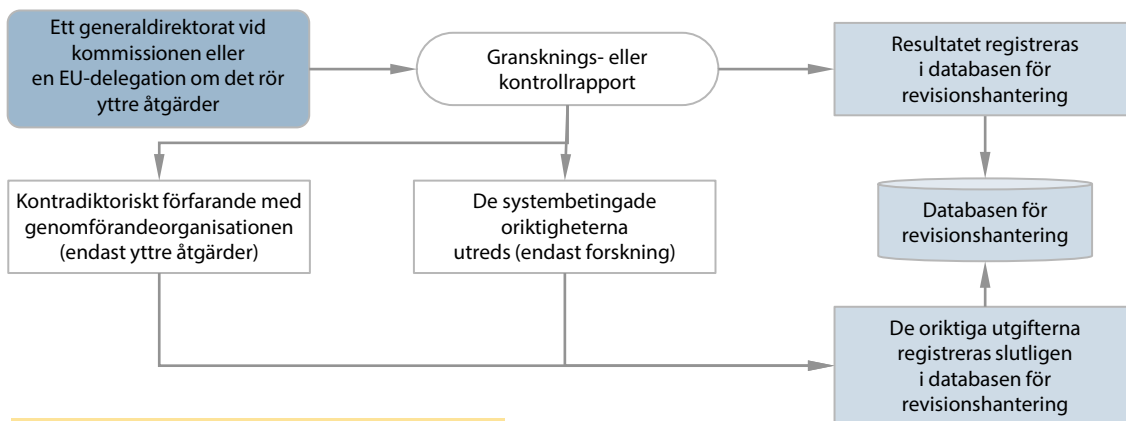 Ett generaldirektorat vid
kommissionen eller
en EU-delegation om det rör
yttre åtgärder
Gransknings- eller
kontrollrapport
Resultatet registreras
i databasen för
revisionshantering
Kontradiktoriskt förfarande med
genomförandeorganisationen
(endast yttre åtgärder)
De systembetingade
oriktigheterna
utreds (endast forskning)
Databasen för
revisionshantering
De oriktiga utgifterna
registreras slutligen
i databasen för
revisionshantering